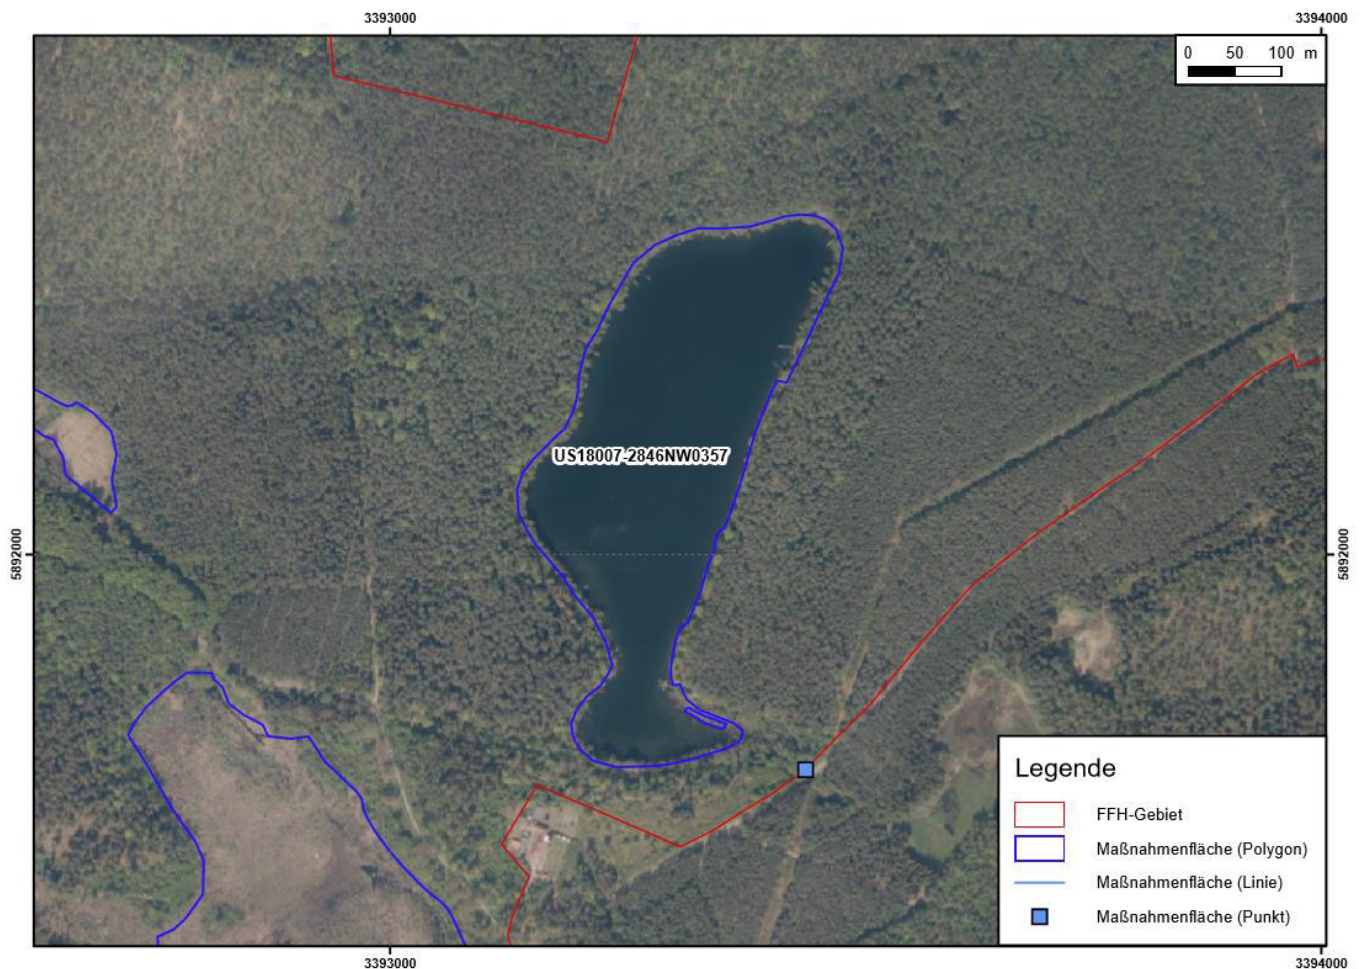 3393000
3394000
0 50 100 m
US18007-2846NW0357
5892000
5892000
Legende
FFH-Gebiet
Maßnahmenfläche (Polygon)
Maßnahmenfläche (Linie)
Maßnahmenfläche (Punkt)
3393000
3394000